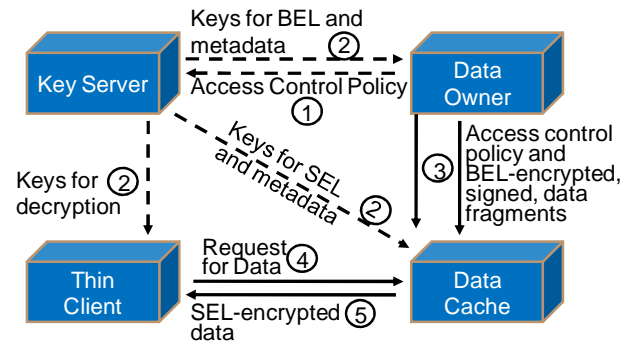 Keys for BEL and
metadata
2
Key Server
Data
Owner
Access Control Policy
1
Keys for
decryption
2
Keys for SEL
and metadata
2
3
Access control
policy and
BEL-encrypted,
signed, data
fragments
Thin
Client
Request
for Data
4
SEL-encrypted
data
5
Data
Cache